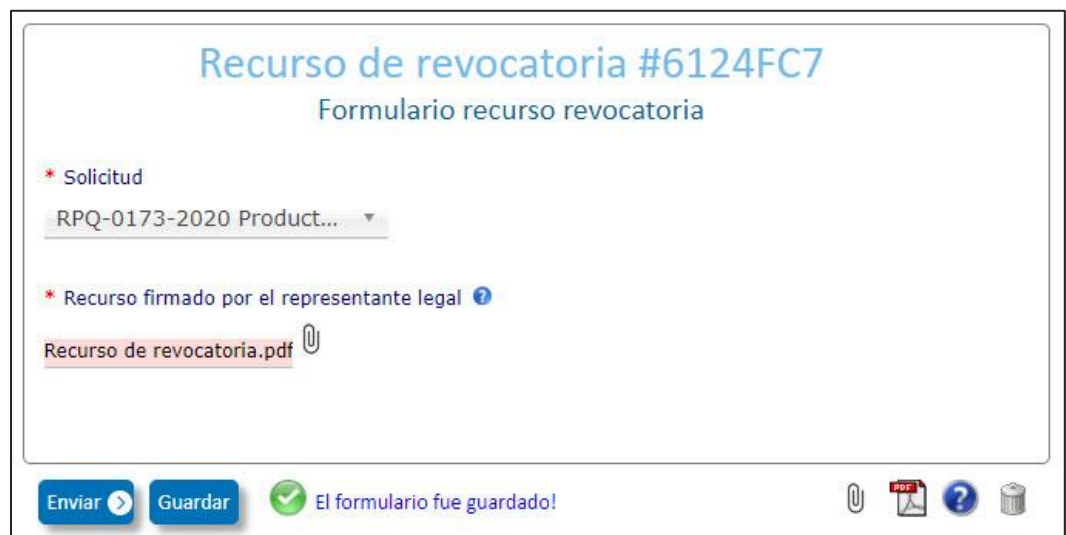 Recurso de revocatoria #6124FC7
Formulario recurso revocatoria
* Solicitud
RPQ-0173-2020 Product...
* Recurso firmado por el representante legal ?
Recurso de revocatoria.pdf
Enviar Guardar El formulario fue guardado! PDF ?